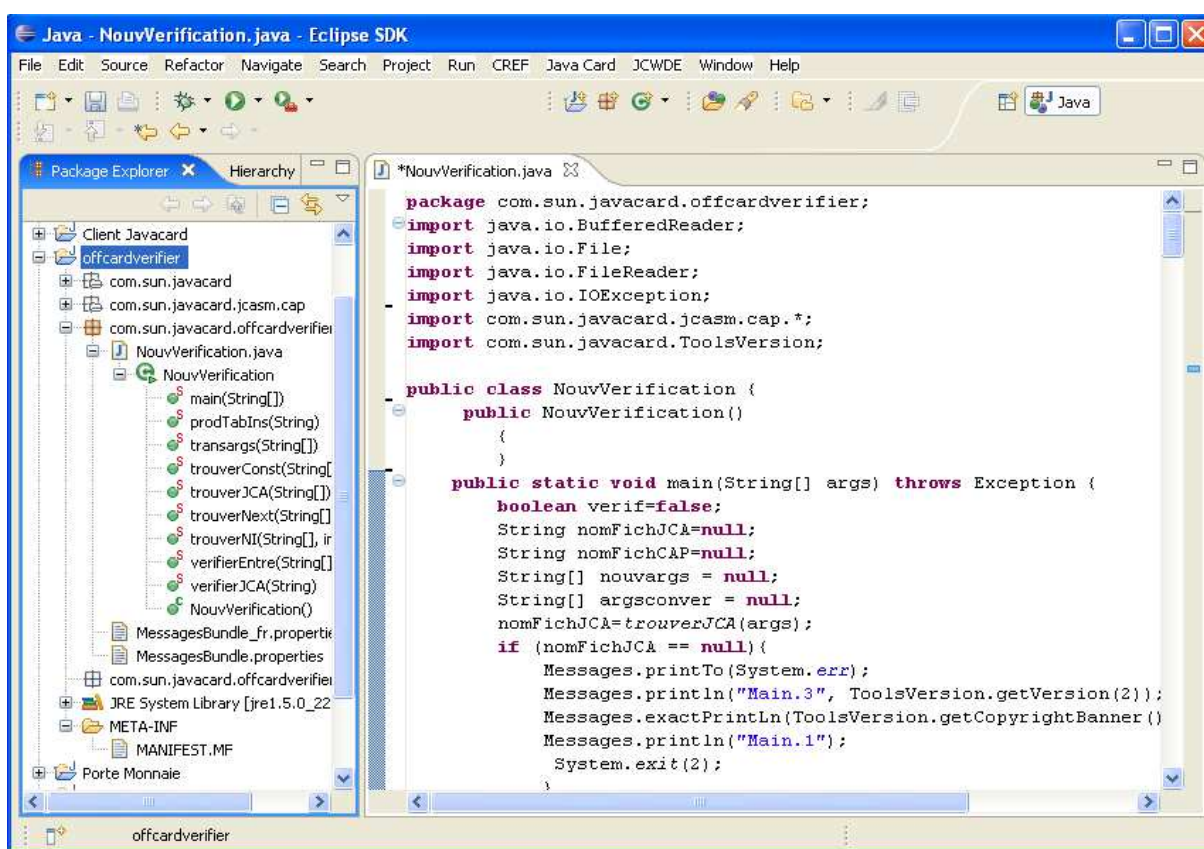 Java - NouvVerification.java - Eclipse SDK
File Edit Source Refactor Navigate Search Project Run CREF Java Card JCWDE Window Help
Java
Package Explorer
Hierarchy
*NouvVerification.java
Client Javacard
offcardverifier
com.sun.javacard
com.sun.javacard.jcasm.cap
com.sun.javacard.offcardverifier
NouvVerification.java
NouvVerification
main(String[])
prodTabIns(String)
transargs(String[])
trouverConst(String[
trouverJCA(String[])
trouverNext(String[]
trouverNI(String[], ir
verifierEntre(String[]
verifierJCA(String)
NouvVerification()
MessagesBundle_fr.propertie
MessagesBundle.properties
com.sun.javacard.offcardverifier
JRE System Library [jre1.5.0_22
META-INF
MANIFEST.MF
Porte Monnaie
package com.sun.javacard.offcardverifier;
import java.io.BufferedReader;
import java.io.File;
import java.io.FileReader;
import java.io.IOException;
import com.sun.javacard.jcasm.cap.*;
import com.sun.javacard.ToolsVersion;
public class NouvVerification {
public NouvVerification()
{
}
public static void main(String[] args) throws Exception {
boolean verif=false;
String nomFichJCA=null;
String nomFichCAP=null;
String[] nouvargs = null;
String[] argsconver = null;
nomFichJCA=trouverJCA(args);
if (nomFichJCA == null){
Messages.printTo(System.err);
Messages.println("Main.3", ToolsVersion.getVersion(2));
Messages.exactPrintLn(ToolsVersion.getCopyrightBanner()
Messages.println("Main.1");
System.exit(2);
}
offcardverifier